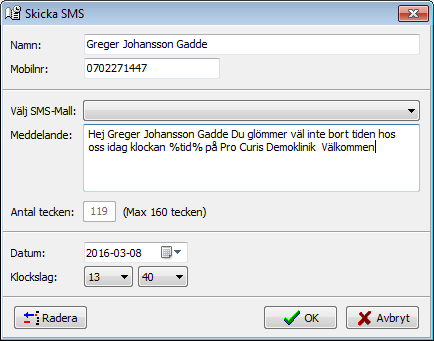 Skicka SMS
Namn: Greger Johansson Gadde
Mobilnr: 0702271447
Välj SMS-Mall:
Meddelande: Hej Greger Johansson Gadde Du glömmer väl inte bort tiden hos
oss idag klockan %tid% på Pro Curis Demoklinik  Välkommen
Antal tecken: 119 (Max 160 tecken)
Datum: 2016-03-08
Klockslag: 13 40
Radera OK Avbryt